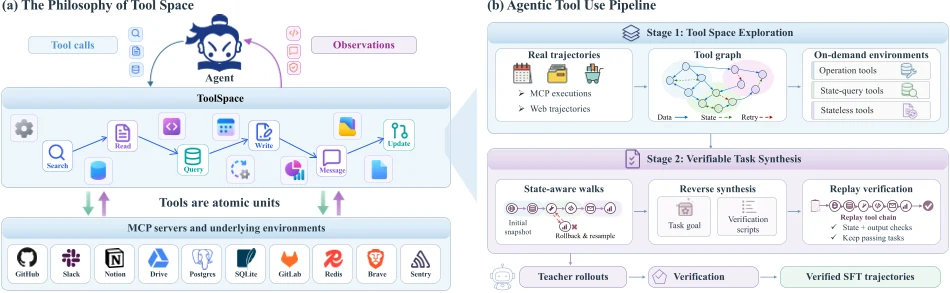 (a) The Philosophy of Tool Space
Tool calls
Observations
Agent
ToolSpace
Search
Read
Query
Write
Message
Update
Tools are atomic units
MCP servers and underlying environments
GitHub
Slack
Notion
Drive
Postgres
SQLite
GitLab
Redis
Brave
Sentry
(b) Agentic Tool Use Pipeline
Stage 1: Tool Space Exploration
Real trajectories
➤ MCP executions
➤ Web trajectories
Tool graph
Data
State
Retry
On-demand environments
Operation tools
State-query tools
Stateless tools
Stage 2: Verifiable Task Synthesis
State-aware walks
Initial
snapshot
Rollback & resample
Reverse synthesis
Task goal
Verification
scripts
Replay verification
Replay tool chain
✓ State + output checks
✓ Keep passing tasks
Teacher rollouts
Verification
Verified SFT trajectories